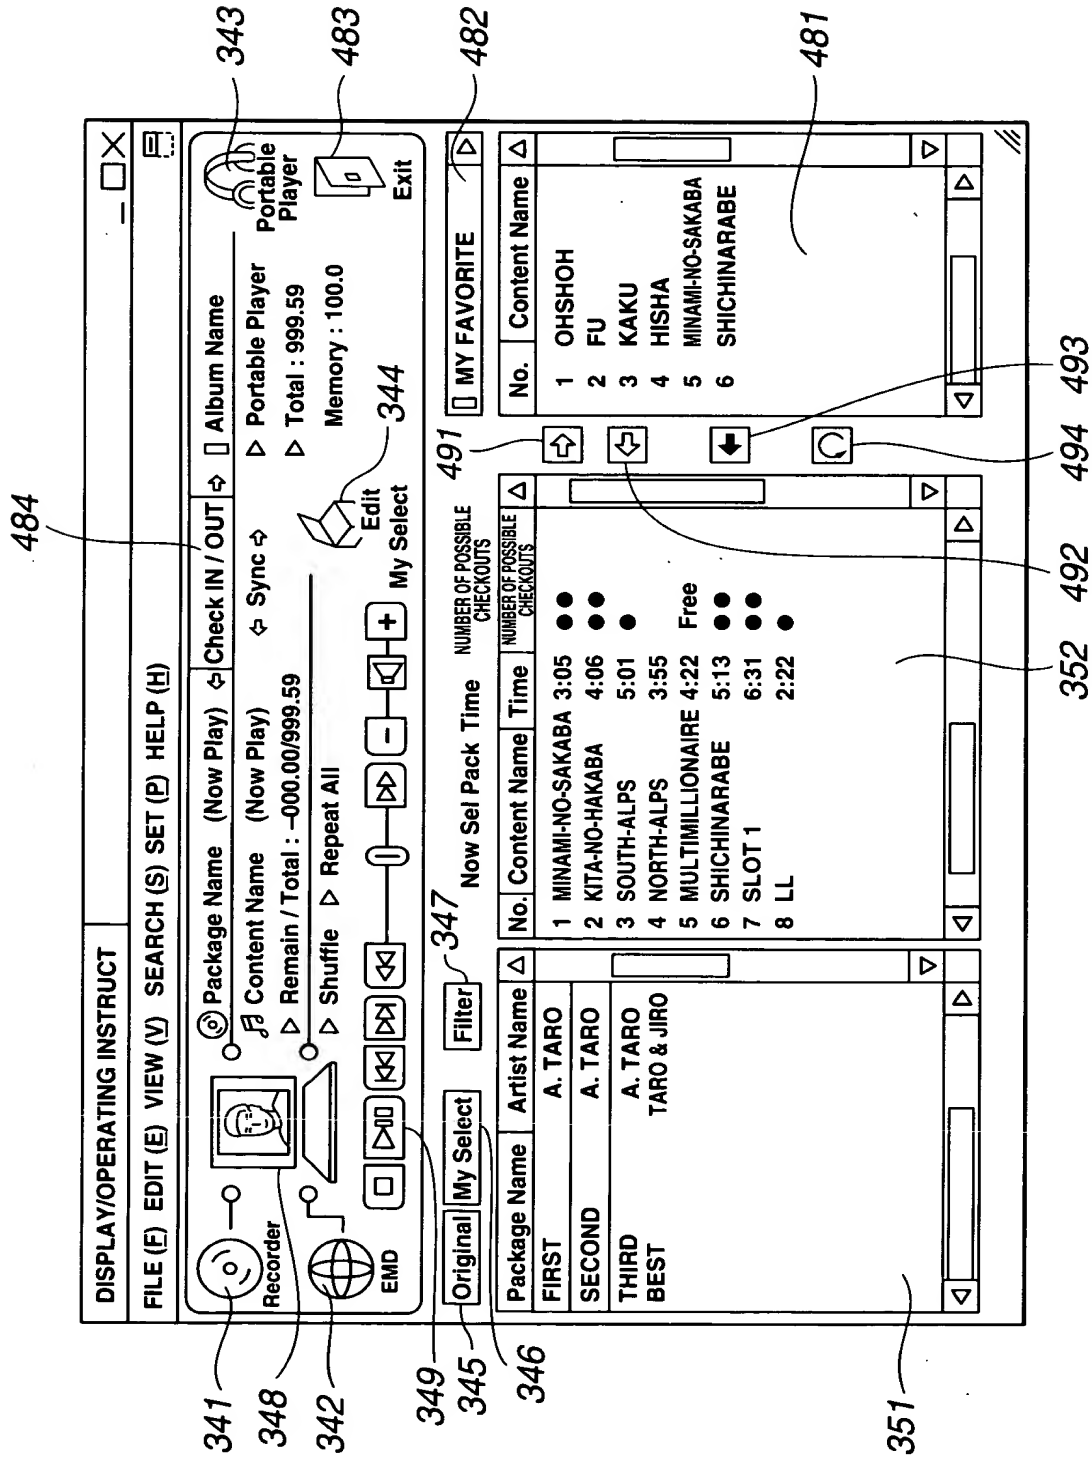 484
DISPLAY/OPERATING INSTRUCT
FILE (F) EDIT (E) VIEW (V) SEARCH (S) SET (P) HELP (H)
341
Recorder
348
342
EMD
349
Package Name (Now Play)
Check IN / OUT
Album Name
Content Name (Now Play)
Sync
Portable Player
Remain / Total : –000.00/999.59
Total : 999.59
Shuffle
Repeat All
Memory : 100.0
Portable
Player
343
483
Exit
344
Edit
My Select
345
Original
My Select
346
Filter
347
Now Sel Pack Time
NUMBER OF POSSIBLE
CHECKOUTS
491
MY FAVORITE
482
Package Name Artist Name
FIRST A. TARO
SECOND A. TARO
THIRD A. TARO
BEST TARO & JIRO
351
No. Content Name Time NUMBER OF POSSIBLE CHECKOUTS
1 MINAMI-NO-SAKABA 3:05 ●●
2 KITA-NO-HAKABA 4:06 ●●
3 SOUTH-ALPS 5:01 ●
4 NORTH-ALPS 3:55
5 MULTIMILLIONAIRE 4:22 Free
6 SHICHINARABE 5:13 ●●
7 SLOT 1 6:31 ●●
8 LL 2:22 ●
352
492
494
493
No. Content Name
1 OHSHOH
2 FU
3 KAKU
4 HISHA
5 MINAMI-NO-SAKABA
6 SHICHINARABE
481